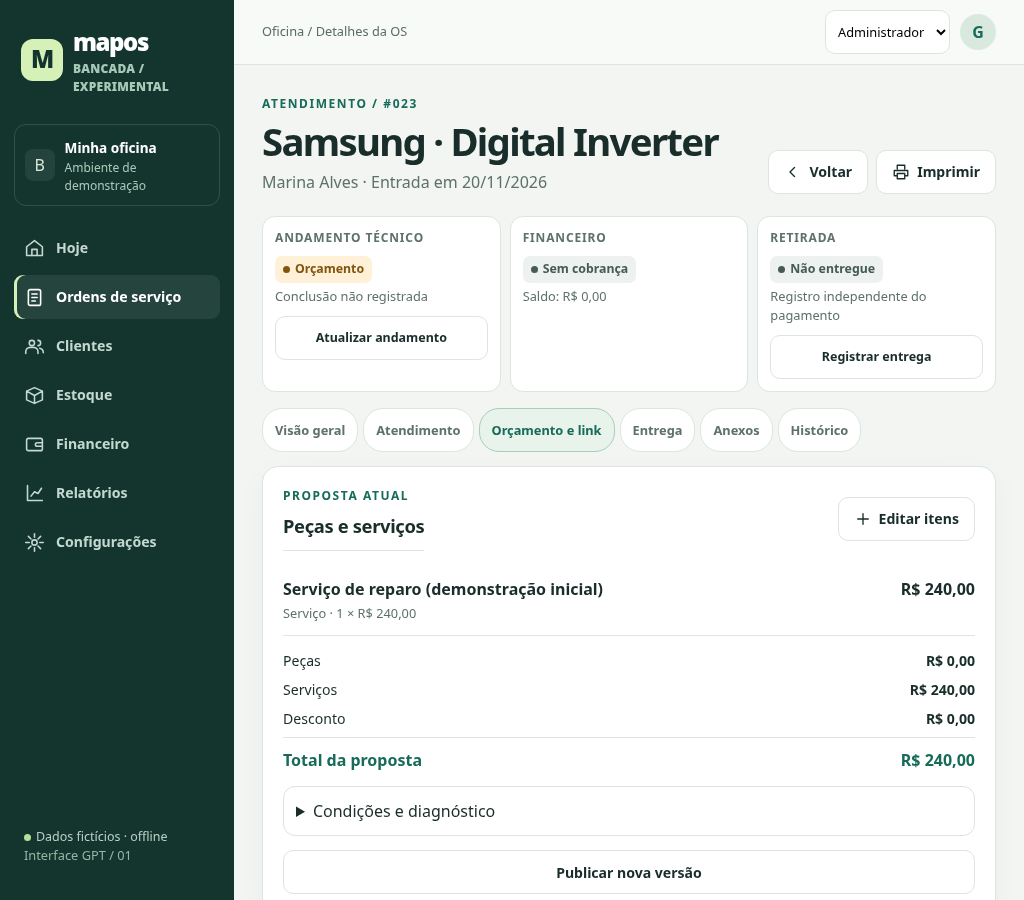 M
mapos
BANCADA /
EXPERIMENTAL
B
Minha oficina
Ambiente de
demonstração
Hoje
Ordens de serviço
Clientes
Estoque
Financeiro
Relatórios
Configurações
Dados fictícios · offline
Interface GPT / 01
Oficina / Detalhes da OS
Administrador
G
ATENDIMENTO / #023
Samsung · Digital Inverter
Marina Alves · Entrada em 20/11/2026
Voltar
Imprimir
ANDAMENTO TÉCNICO
Orçamento
Conclusão não registrada
Atualizar andamento
FINANCEIRO
Sem cobrança
Saldo: R$ 0,00
RETIRADA
Não entregue
Registro independente do
pagamento
Registrar entrega
Visão geral
Atendimento
Orçamento e link
Entrega
Anexos
Histórico
PROPOSTA ATUAL
Peças e serviços
Editar itens
Serviço de reparo (demonstração inicial) R$ 240,00
Serviço · 1 × R$ 240,00
Peças R$ 0,00
Serviços R$ 240,00
Desconto R$ 0,00
Total da proposta R$ 240,00
Condições e diagnóstico
Publicar nova versão